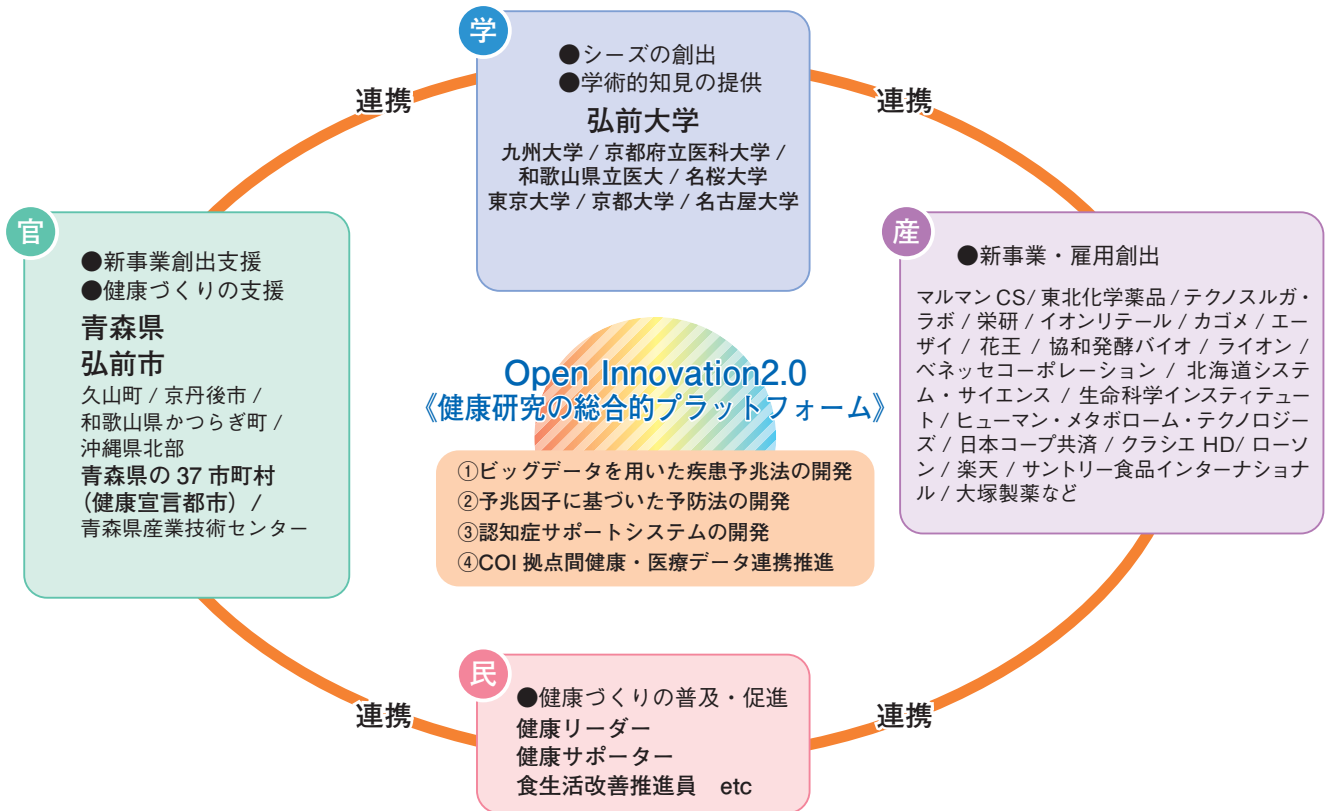 学
●シーズの創出
●学術的知見の提供
弘前大学
九州大学 / 京都府立医科大学 /
和歌山県立医大 / 名桜大学
東京大学 / 京都大学 / 名古屋大学
連携
連携
官
●新事業創出支援
●健康づくりの支援
青森県
弘前市
久山町 / 京丹後市 /
和歌山県かつらぎ町 /
沖縄県北部
青森県の 37 市町村
(健康宣言都市) /
青森県産業技術センター
産
●新事業・雇用創出
マルマン CS/ 東北化学薬品 / テクノスルガ・
ラボ / 栄研 / イオンリテール / カゴメ / エー
ザイ / 花王 / 協和発酵バイオ / ライオン /
ベネッセコーポレーション / 北海道システ
ム・サイエンス / 生命科学インスティテュー
ト / ヒューマン・メタボローム・テクノロジー
ズ / 日本コープ共済 / クラシエ HD/ ローソ
ン / 楽天 / サントリー食品インターナショナ
ル / 大塚製薬など
Open Innovation2.0
《健康研究の総合的プラットフォーム》
①ビッグデータを用いた疾患予兆法の開発
②予兆因子に基づいた予防法の開発
③認知症サポートシステムの開発
④COI 拠点間健康・医療データ連携推進
民
●健康づくりの普及・促進
健康リーダー
健康サポーター
食生活改善推進員 etc
連携
連携